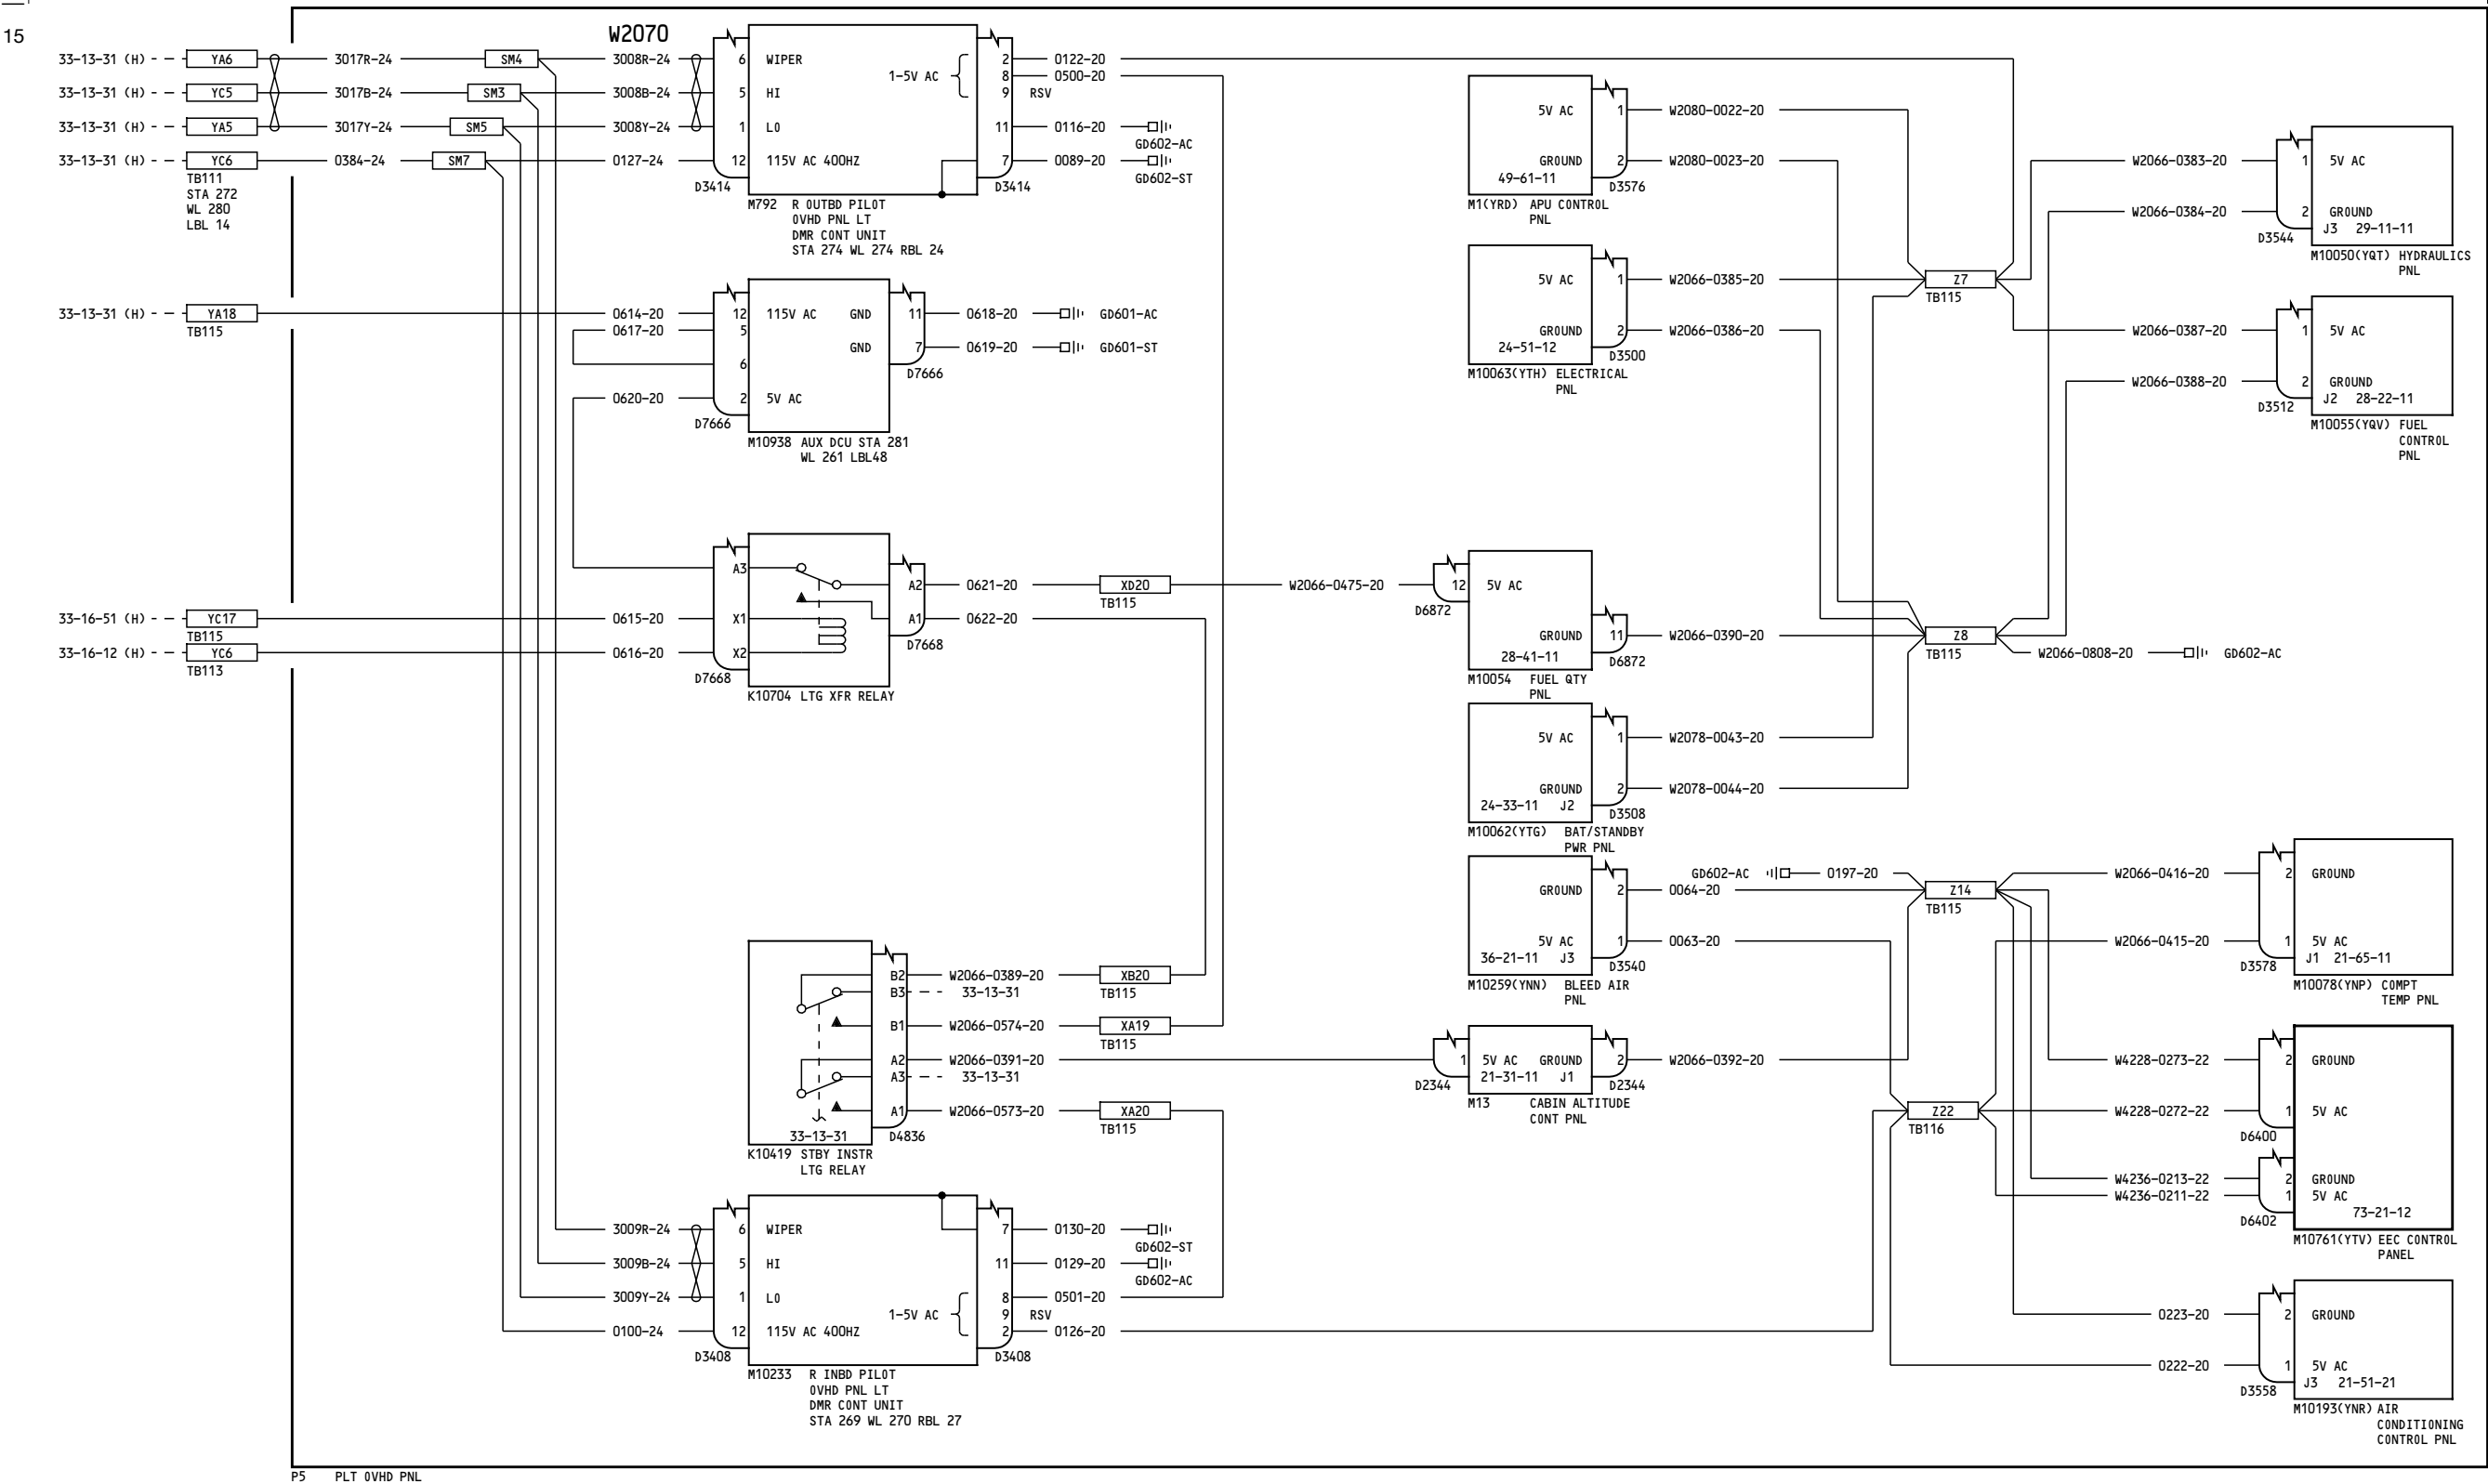 15
W2070
33-13-31 (H) YA6 3017R-24 SM4 3008R-24 6 WIPER 2 0122-20
1-5V AC 8 0500-20
33-13-31 (H) YC5 3017B-24 SM3 3008B-24 5 HI 9 RSV
33-13-31 (H) YA5 3017Y-24 SM5 3008Y-24 1 LO 11 0116-20
GD602-AC
33-13-31 (H) YC6 0384-24 SM7 0127-24 12 115V AC 400HZ 7 0089-20
GD602-ST
TB111
STA 272
WL 280
LBL 14
D3414 D3414
M792 R OUTBD PILOT
OVHD PNL LT
DMR CONT UNIT
STA 274 WL 274 RBL 24
33-13-31 (H) YA18 0614-20 12 115V AC GND 11 0618-20 GD601-AC
TB115 0617-20 5
GND 7 0619-20 GD601-ST
6
D7666
0620-20 2 5V AC
D7666
M10938 AUX DCU STA 281
WL 261 LBL48
A3 A2 0621-20 XD20 W2066-0475-20
TB115
33-16-51 (H) YC17 0615-20 X1 A1 0622-20
TB115
D7668
33-16-12 (H) YC6 0616-20 X2
TB113
D7668
K10704 LTG XFR RELAY
B2 W2066-0389-20 XB20
B3 33-13-31 TB115
B1 W2066-0574-20 XA19
TB115
A2 W2066-0391-20
A3 33-13-31
A1 W2066-0573-20 XA20
TB115
33-13-31 D4836
K10419 STBY INSTR
LTG RELAY
3009R-24 6 WIPER 7 0130-20
GD602-ST
3009B-24 5 HI 11 0129-20
GD602-AC
3009Y-24 1 LO 8 0501-20
1-5V AC 9 RSV
0100-24 12 115V AC 400HZ 2 0126-20
D3408 D3408
M10233 R INBD PILOT
OVHD PNL LT
DMR CONT UNIT
STA 269 WL 270 RBL 27
5V AC 1 W2080-0022-20
GROUND 2 W2080-0023-20
49-61-11 D3576
M1(YRD) APU CONTROL
PNL
5V AC 1 W2066-0385-20
GROUND 2 W2066-0386-20
24-51-12 D3500
M10063(YTH) ELECTRICAL
PNL
12 5V AC
D6872
GROUND 11 W2066-0390-20
28-41-11 D6872
M10054 FUEL QTY
PNL
5V AC 1 W2078-0043-20
GROUND 2 W2078-0044-20
24-33-11 J2 D3508
M10062(YTG) BAT/STANDBY
PWR PNL
GD602-AC 0197-20
GROUND 2 0064-20
5V AC 1 0063-20
36-21-11 J3 D3540
M10259(YNN) BLEED AIR
PNL
1 5V AC GROUND 2 W2066-0392-20
21-31-11 J1
D2344 D2344
M13 CABIN ALTITUDE
CONT PNL
Z7
TB115
Z8
TB115
W2066-0808-20 GD602-AC
Z14
TB115
Z22
TB116
W2066-0383-20 1 5V AC
W2066-0384-20 2 GROUND
J3 29-11-11
D3544
M10050(YQT) HYDRAULICS
PNL
W2066-0387-20 1 5V AC
W2066-0388-20 2 GROUND
J2 28-22-11
D3512
M10055(YQV) FUEL
CONTROL
PNL
W2066-0416-20 2 GROUND
W2066-0415-20 1 5V AC
J1 21-65-11
D3578
M10078(YNP) COMPT
TEMP PNL
W4228-0273-22 2 GROUND
W4228-0272-22 1 5V AC
D6400
W4236-0213-22 2 GROUND
W4236-0211-22 1 5V AC
73-21-12
D6402
M10761(YTV) EEC CONTROL
PANEL
0223-20 2 GROUND
0222-20 1 5V AC
J3 21-51-21
D3558
M10193(YNR) AIR
CONDITIONING
CONTROL PNL
P5 PLT OVHD PNL